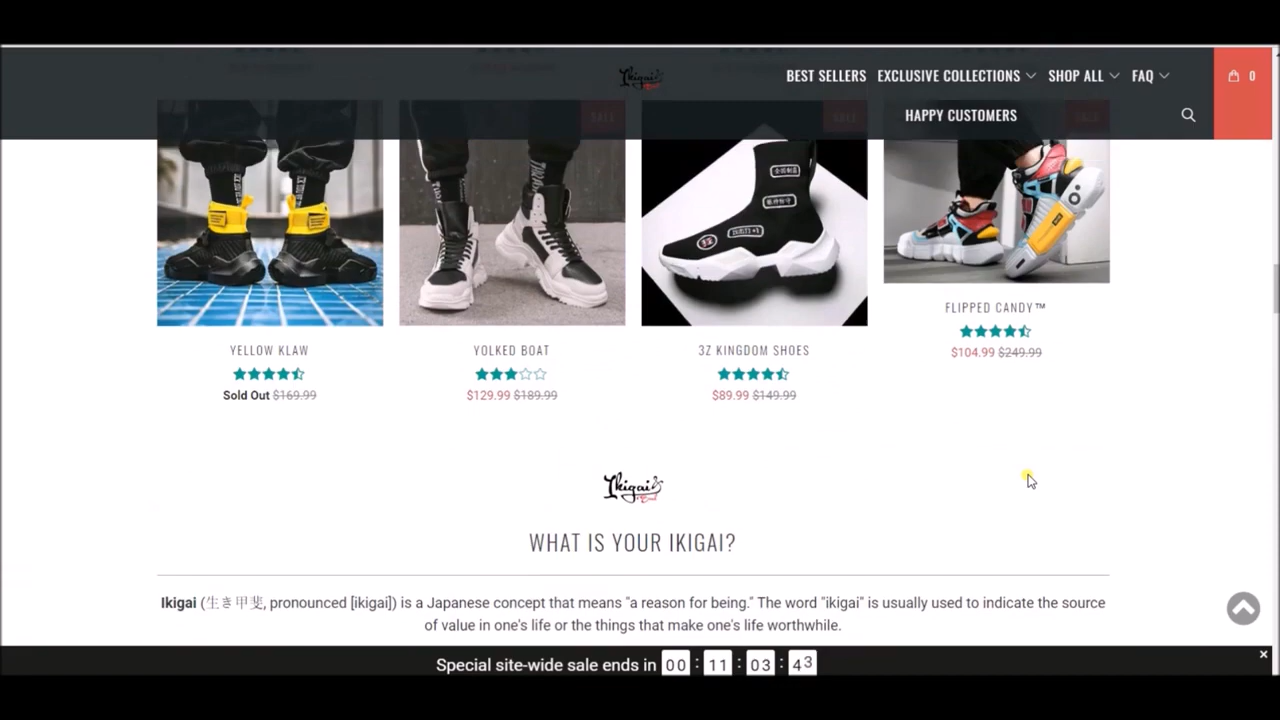 Ikigai
BEST SELLERS EXCLUSIVE COLLECTIONS SHOP ALL FAQ
0
HAPPY CUSTOMERS
SALE
SALE
SALE
YELLOW KLAW
Sold Out $169.99
YOLKED BOAT
$129.99 $189.99
3Z KINGDOM SHOES
$89.99 $149.99
FLIPPED CANDY™
$104.99 $249.99
Ikigai
WHAT IS YOUR IKIGAI?
Ikigai (生き甲斐, pronounced [ikiɡai]) is a Japanese concept that means "a reason for being." The word "ikigai" is usually used to indicate the source
of value in one's life or the things that make one's life worthwhile.
Special site-wide sale ends in 00 : 11 : 03 : 43